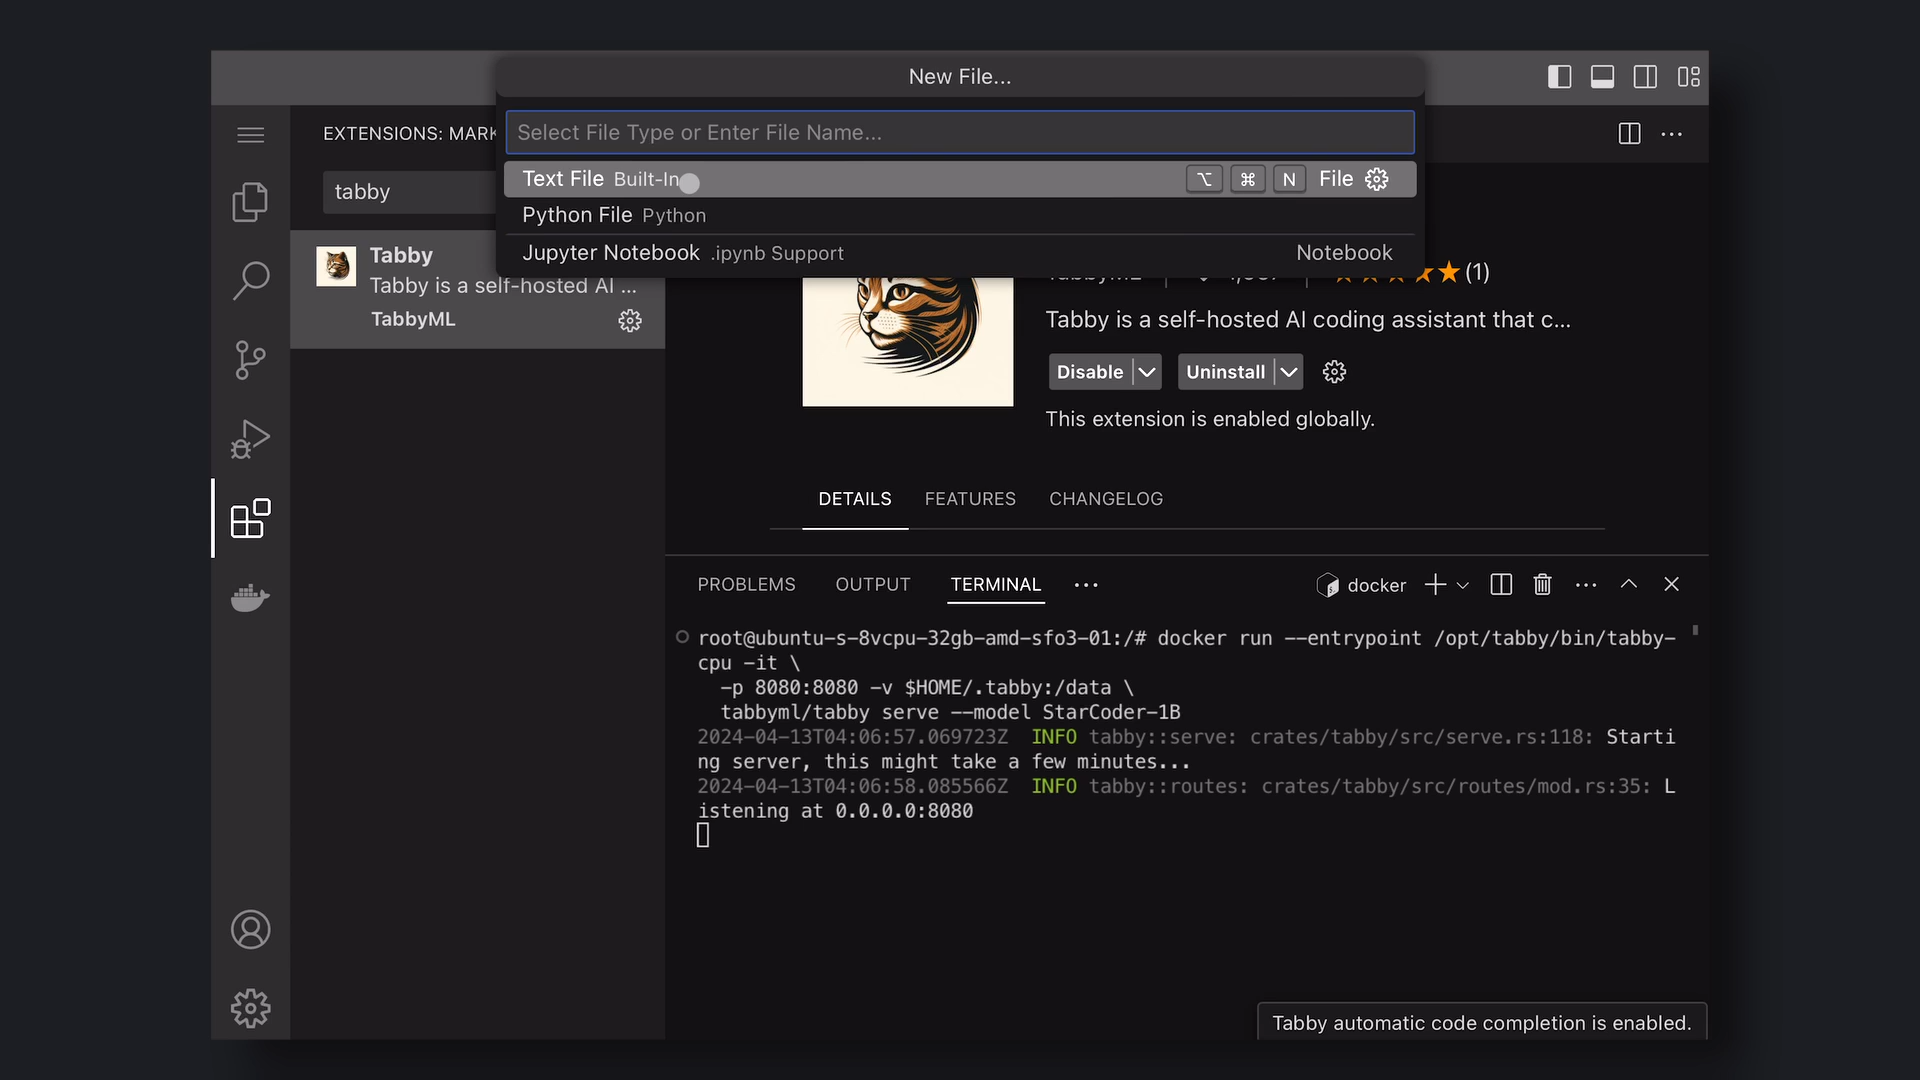 New File...
EXTENSIONS: MARK
Select File Type or Enter File Name...
tabby
Text File Built-In ⌥ ⌘ N File
Python File Python
Jupyter Notebook .ipynb Support Notebook
Tabby
Tabby is a self-hosted AI ...
TabbyML
(1)
Tabby is a self-hosted AI coding assistant that c...
Disable Uninstall
This extension is enabled globally.
DETAILS FEATURES CHANGELOG
PROBLEMS OUTPUT TERMINAL ... docker
root@ubuntu-s-8vcpu-32gb-amd-sfo3-01:/# docker run --entrypoint /opt/tabby/bin/tabby-
cpu -it \
-p 8080:8080 -v $HOME/.tabby:/data \
tabbyml/tabby serve --model StarCoder-1B
2024-04-13T04:06:57.069723Z INFO tabby::serve: crates/tabby/src/serve.rs:118: Starti
ng server, this might take a few minutes...
2024-04-13T04:06:58.085566Z INFO tabby::routes: crates/tabby/src/routes/mod.rs:35: L
istening at 0.0.0.0:8080
Tabby automatic code completion is enabled.